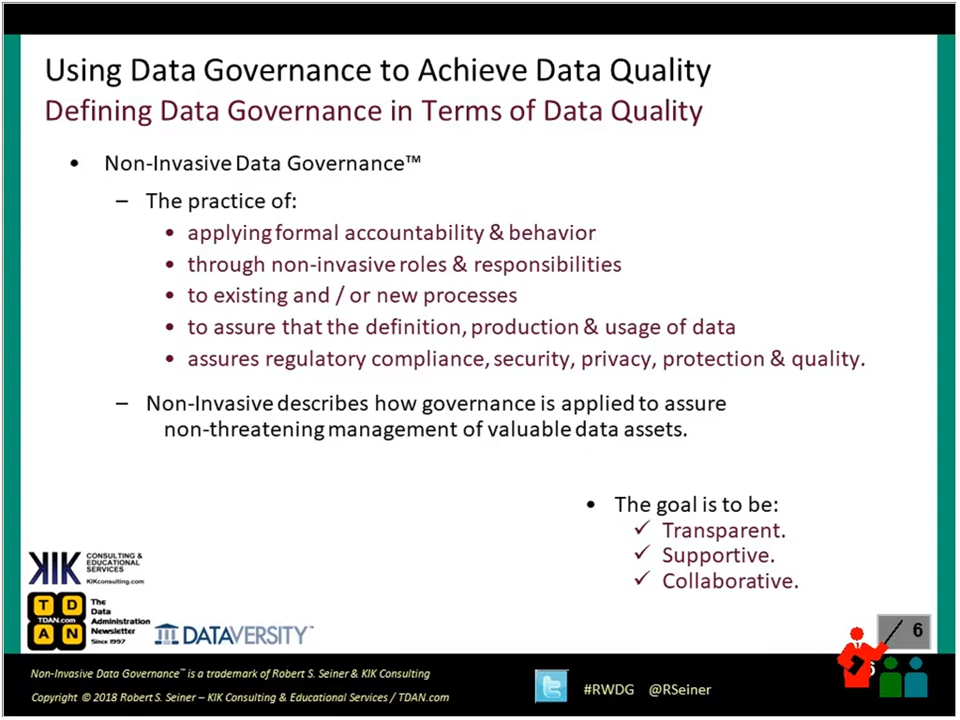 Using Data Governance to Achieve Data Quality
Defining Data Governance in Terms of Data Quality
• Non-Invasive Data Governance™
– The practice of:
• applying formal accountability & behavior
• through non-invasive roles & responsibilities
• to existing and / or new processes
• to assure that the definition, production & usage of data
• assures regulatory compliance, security, privacy, protection & quality.
– Non-Invasive describes how governance is applied to assure
non-threatening management of valuable data assets.
• The goal is to be:
✓ Transparent.
✓ Supportive.
✓ Collaborative.
KIK
CONSULTING &
EDUCATIONAL
SERVICES
KIKconsulting.com
T D
TDAN.com
A N
The
Data
Administration
Newsletter
Since 1997
DATAVERSITY™
6
6
Non-Invasive Data Governance™ is a trademark of Robert S. Seiner & KIK Consulting
Copyright © 2018 Robert S. Seiner – KIK Consulting & Educational Services / TDAN.com
#RWDG @RSeiner